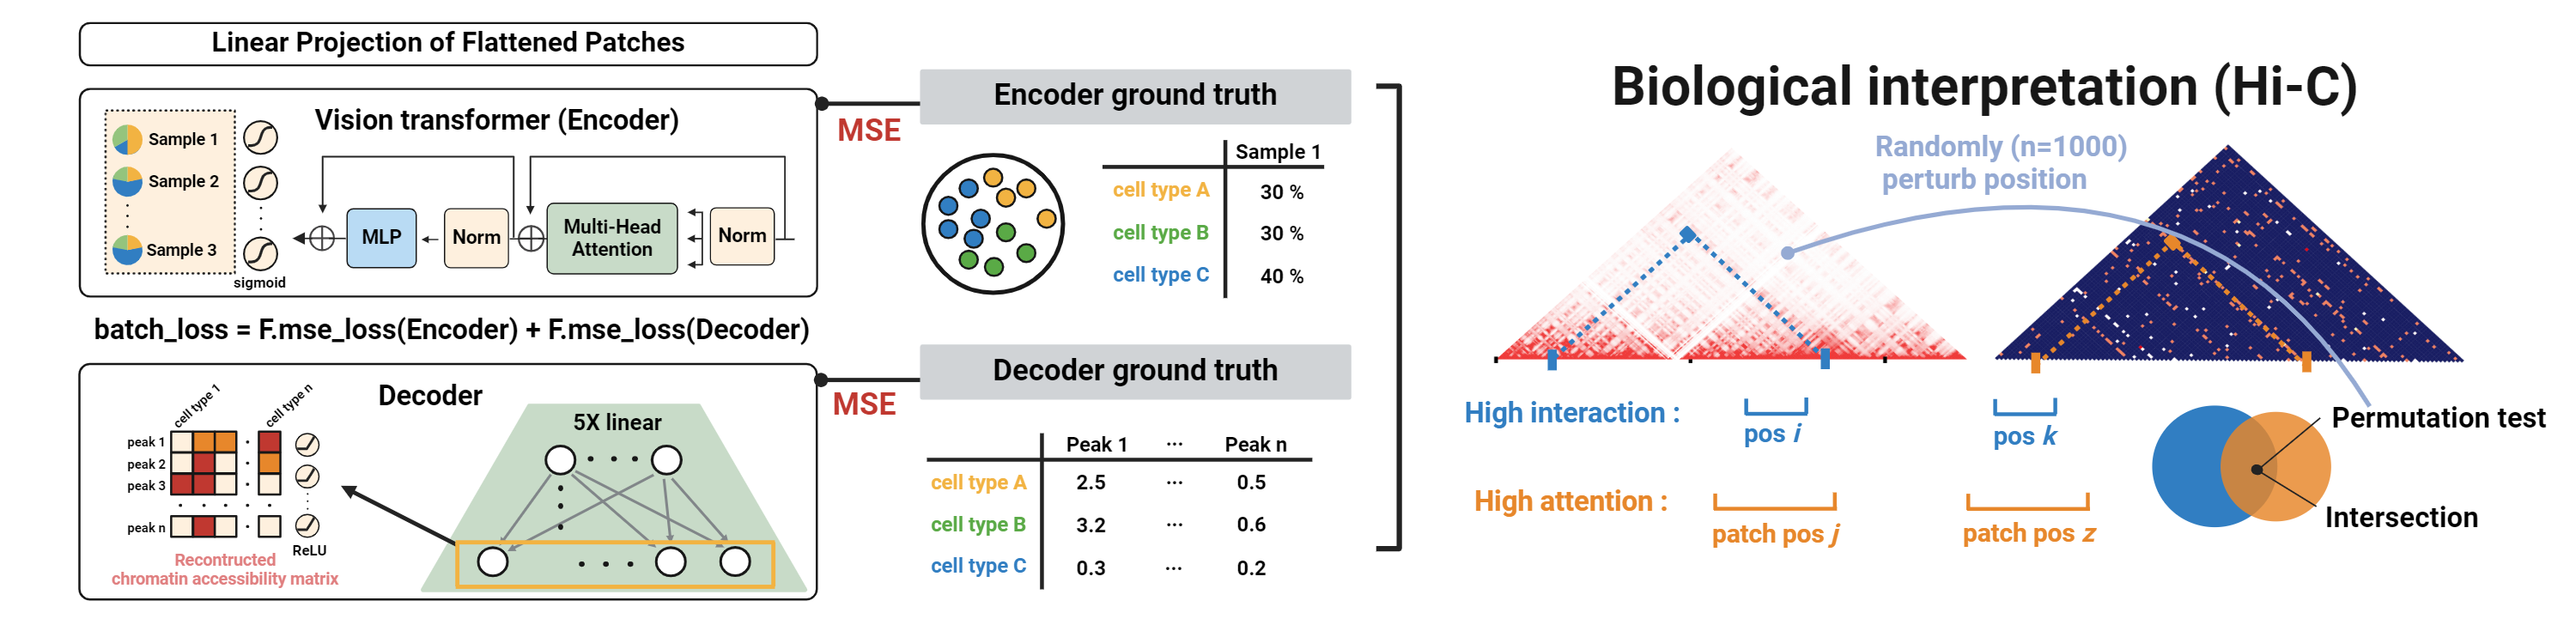 Linear Projection of Flattened Patches
Vision transformer (Encoder)
Sample 1
Sample 2
Sample 3
sigmoid
MLP
Norm
Multi-Head
Attention
Norm
batch_loss = F.mse_loss(Encoder) + F.mse_loss(Decoder)
Decoder
cell type 1
cell type n
peak 1
peak 2
peak 3
peak n
ReLU
Recontructed
chromatin accessibility matrix
5X linear
MSE
Encoder ground truth
Sample 1
cell type A 30 %
cell type B 30 %
cell type C 40 %
MSE
Decoder ground truth
Peak 1 ... Peak n
cell type A 2.5 ... 0.5
cell type B 3.2 ... 0.6
cell type C 0.3 ... 0.2
Biological interpretation (Hi-C)
Randomly (n=1000)
perturb position
High interaction :
pos i
pos k
High attention :
patch pos j
patch pos z
Permutation test
Intersection